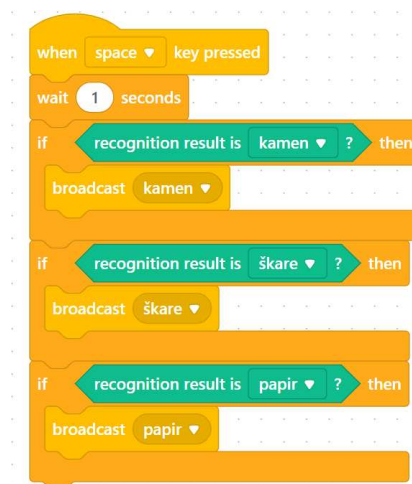 when space ▼ key pressed
wait 1 seconds
if recognition result is kamen ▼ ? then
broadcast kamen ▼
if recognition result is škare ▼ ? then
broadcast škare ▼
if recognition result is papir ▼ ? then
broadcast papir ▼